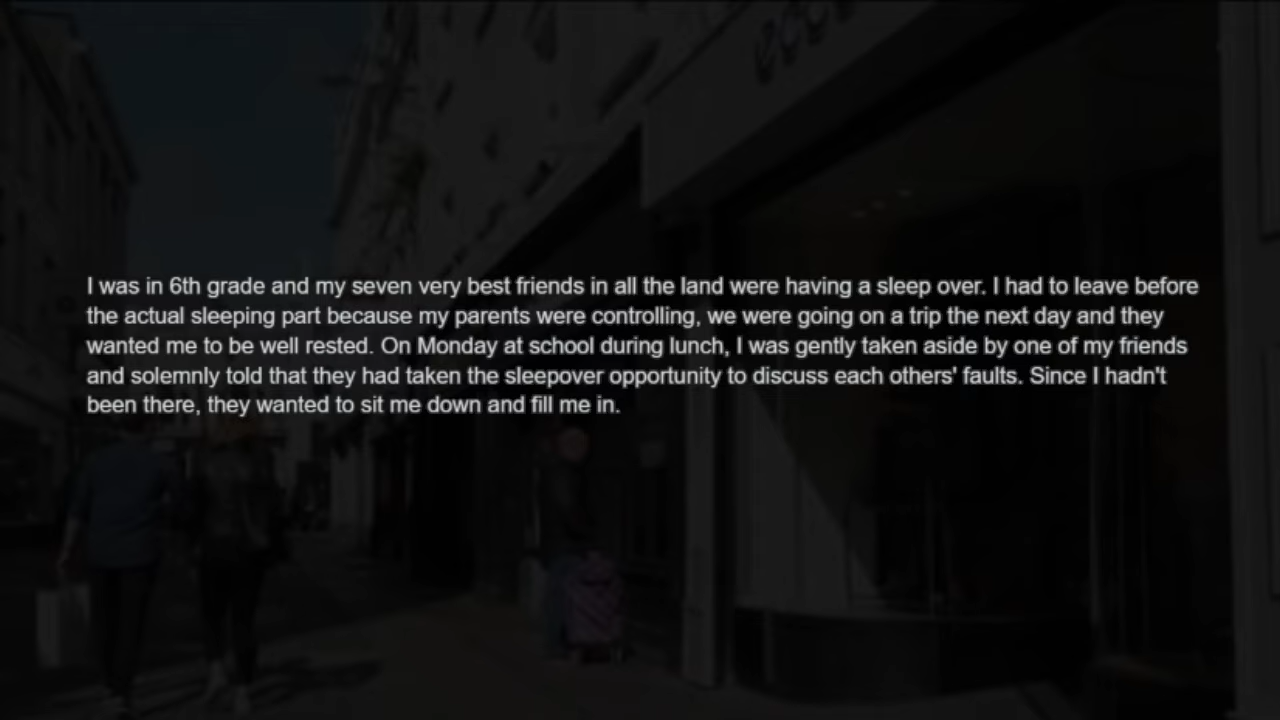 ecco
I was in 6th grade and my seven very best friends in all the land were having a sleep over. I had to leave before
the actual sleeping part because my parents were controlling, we were going on a trip the next day and they
wanted me to be well rested. On Monday at school during lunch, I was gently taken aside by one of my friends
and solemnly told that they had taken the sleepover opportunity to discuss each others' faults. Since I hadn't
been there, they wanted to sit me down and fill me in.